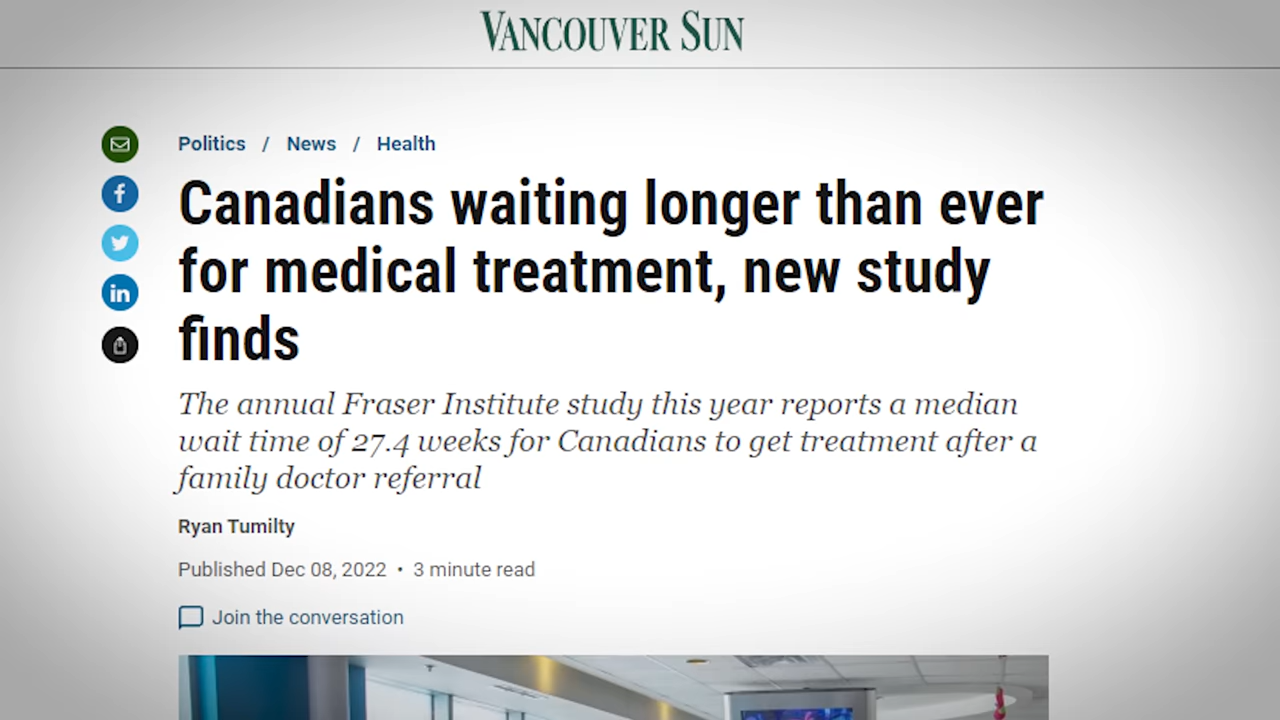 VANCOUVER SUN
Politics / News / Health
Canadians waiting longer than ever
for medical treatment, new study
finds
The annual Fraser Institute study this year reports a median
wait time of 27.4 weeks for Canadians to get treatment after a
family doctor referral
Ryan Tumilty
Published Dec 08, 2022 • 3 minute read
Join the conversation